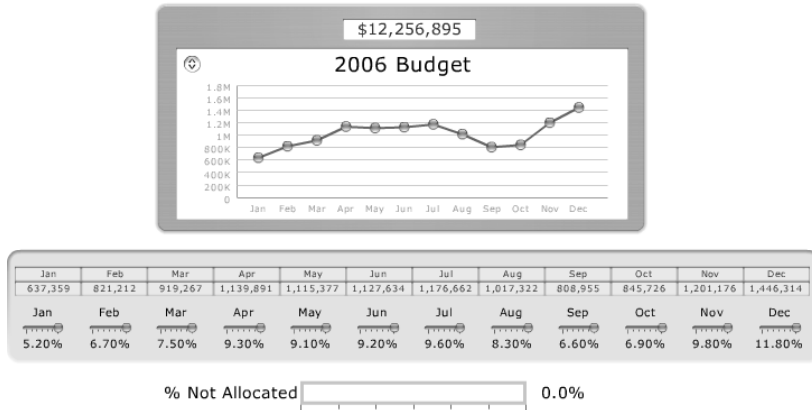 $12,256,895
2006 Budget
1.8M
1.6M
1.4M
1.2M
1M
800K
600K
400K
200K
0
Jan Feb Mar Apr May Jun Jul Aug Sep Oct Nov Dec
Jan Feb Mar Apr May Jun Jul Aug Sep Oct Nov Dec
637,359 821,212 919,267 1,139,891 1,115,377 1,127,634 1,176,662 1,017,322 808,955 845,726 1,201,176 1,446,314
Jan Feb Mar Apr May Jun Jul Aug Sep Oct Nov Dec
5.20% 6.70% 7.50% 9.30% 9.10% 9.20% 9.60% 8.30% 6.60% 6.90% 9.80% 11.80%
% Not Allocated 0.0%